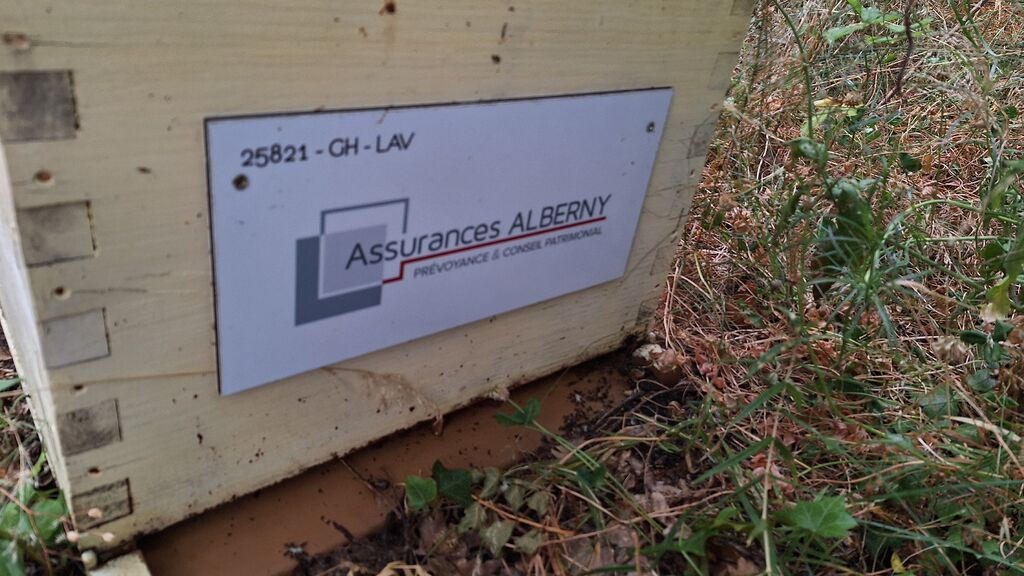 25821 - GH - LAV
Assurances ALBERNY
PRÉVOYANCE & CONSEIL PATRIMONIAL